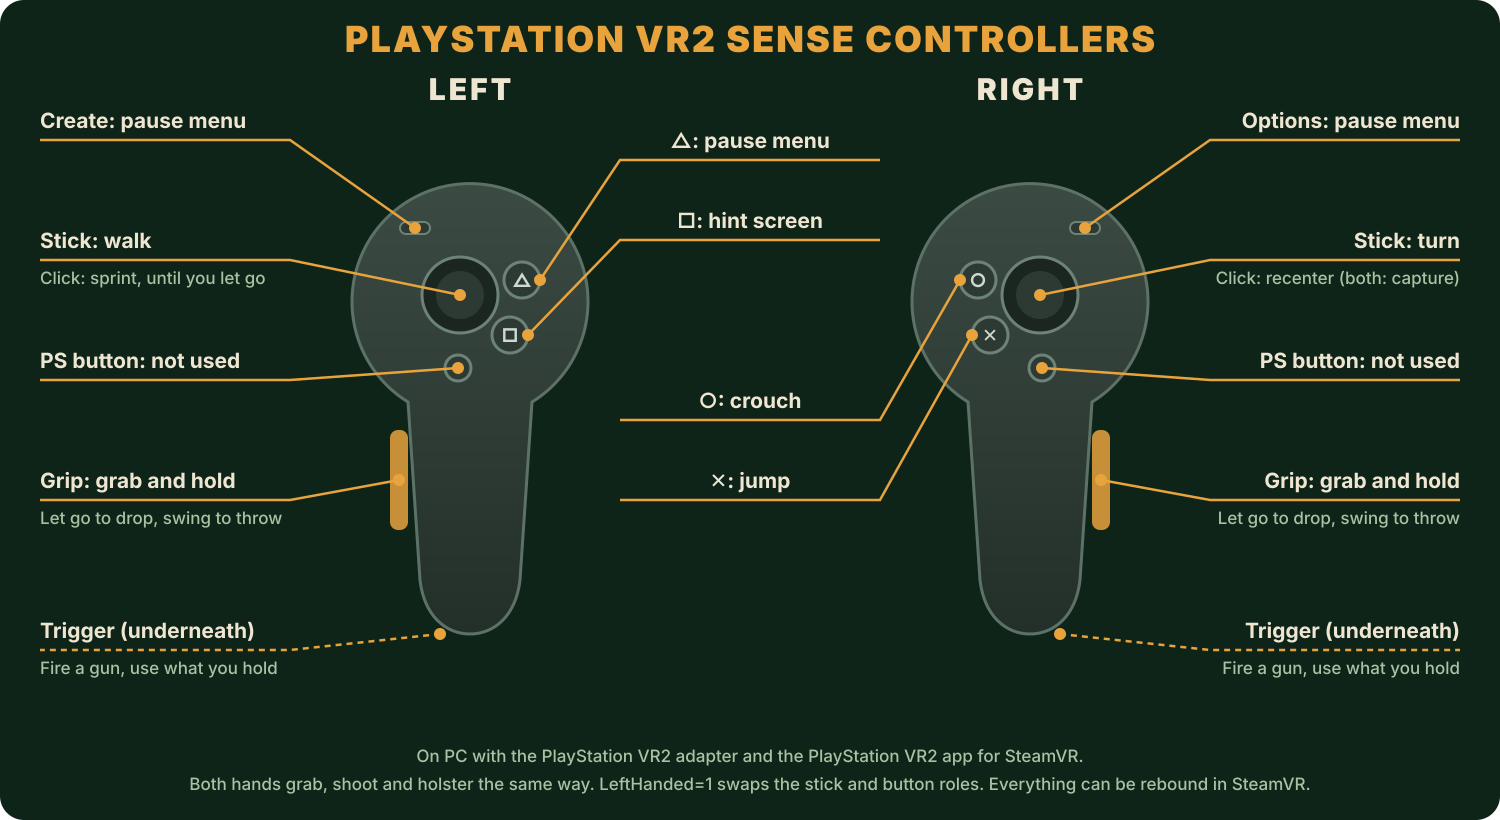 PLAYSTATION VR2 SENSE CONTROLLERS
LEFT
RIGHT
Create: pause menu
Stick: walk
Click: sprint, until you let go
PS button: not used
Grip: grab and hold
Let go to drop, swing to throw
Trigger (underneath)
Fire a gun, use what you hold
△: pause menu
□: hint screen
○: crouch
✕: jump
Options: pause menu
Stick: turn
Click: recenter (both: capture)
PS button: not used
Grip: grab and hold
Let go to drop, swing to throw
Trigger (underneath)
Fire a gun, use what you hold
On PC with the PlayStation VR2 adapter and the PlayStation VR2 app for SteamVR.
Both hands grab, shoot and holster the same way. LeftHanded=1 swaps the stick and button roles. Everything can be rebound in SteamVR.